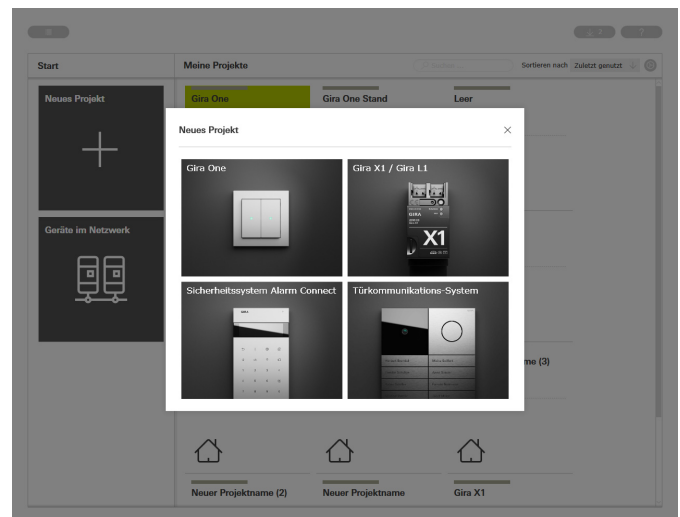 Start
Meine Projekte
Sortieren nach
Zuletzt genutzt
Neues Projekt
Gira One
Gira One Stand
Leer
Neues Projekt
Gira One
Gira X1 / Gira L1
GIRA
X1
Geräte im Netzwerk
Sicherheitssystem Alarm Connect
Türkommunikations-System
GIRA
me (3)
Neuer Projektname (2)
Neuer Projektname
Gira X1